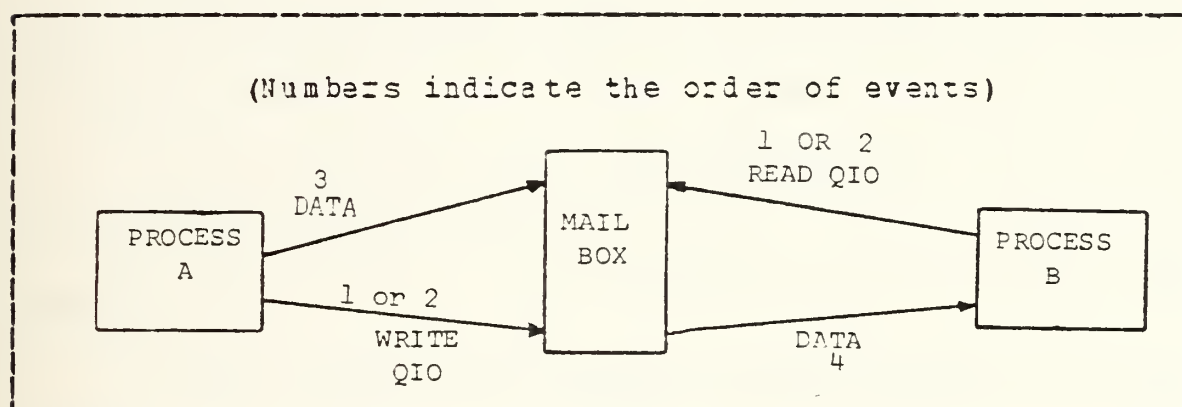 (Numbers indicate the order of events)
1 OR 2
READ QIO
3
DATA
PROCESS
A
MAIL
BOX
PROCESS
B
1 or 2
WRITE
QIO
DATA
4